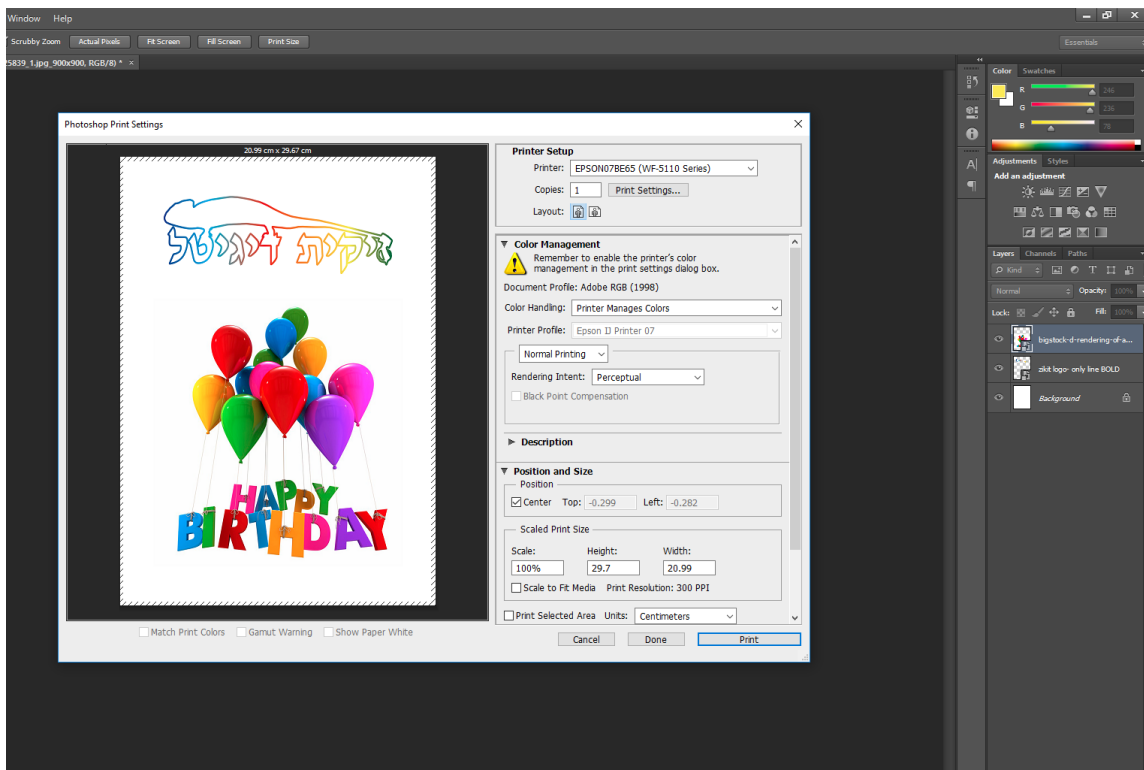 Window Help
Scrubby Zoom Actual Pixels Fit Screen Fill Screen Print Size
Essentials
25839_1.jpg_900x900, RGB/8) * ×
Photoshop Print Settings
20.99 cm x 29.67 cm
זיקית דיגיטל
HAPPY
BIRTHDAY
Match Print Colors Gamut Warning Show Paper White
Printer Setup
Printer: EPSON07BE65 (WF-5110 Series)
Copies: 1 Print Settings...
Layout:
Color Management
Remember to enable the printer's color
management in the print settings dialog box.
Document Profile: Adobe RGB (1998)
Color Handling: Printer Manages Colors
Printer Profile: Epson IJ Printer 07
Normal Printing
Rendering Intent: Perceptual
Black Point Compensation
Description
Position and Size
Position
Center Top: -0.299 Left: -0.282
Scaled Print Size
Scale: Height: Width:
100% 29.7 20.99
Scale to Fit Media Print Resolution: 300 PPI
Print Selected Area Units: Centimeters
Cancel Done Print
Color Swatches
R 246
G 236
B 78
Adjustments Styles
Add an adjustment
Layers Channels Paths
Kind
Normal Opacity: 100%
Lock: Fill: 100%
bigstock-d-rendering-of-a...
zikit logo- only line BOLD
Background